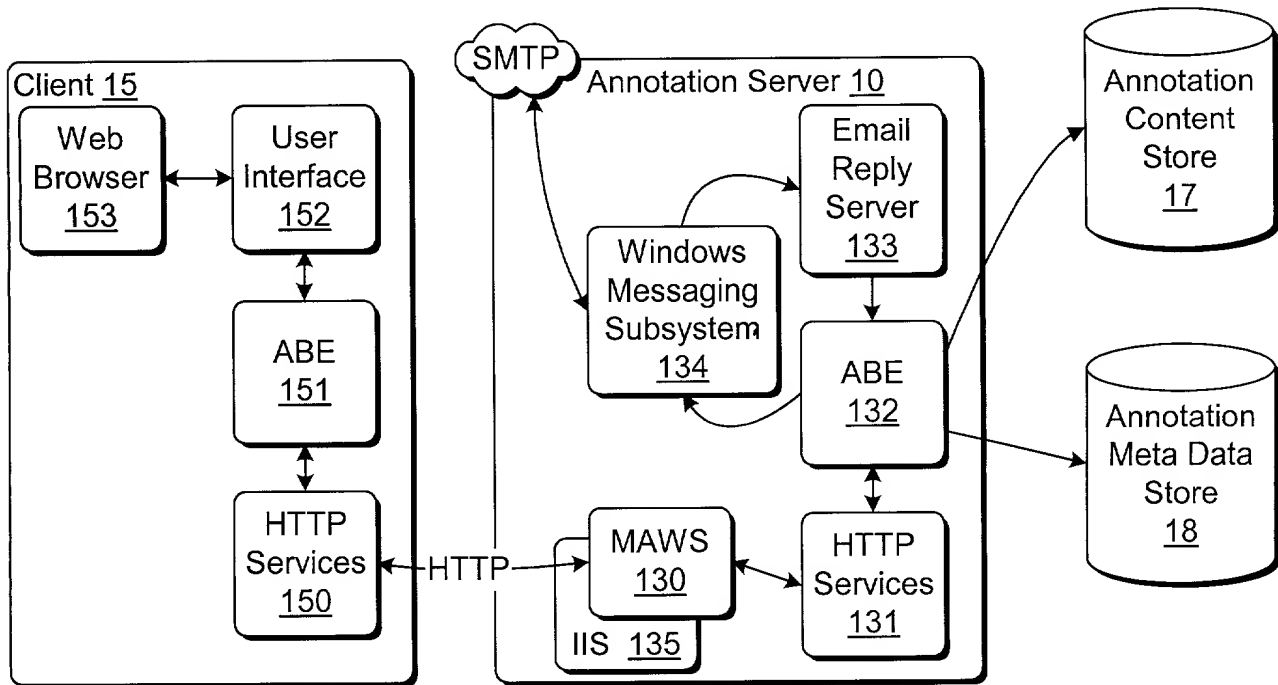 Client 15
Web
Browser
153
User
Interface
152
ABE
151
HTTP
Services
150
HTTP
SMTP
Annotation Server 10
Email
Reply
Server
133
Windows
Messaging
Subsystem
134
ABE
132
MAWS
130
IIS 135
HTTP
Services
131
Annotation
Content
Store
17
Annotation
Meta Data
Store
18